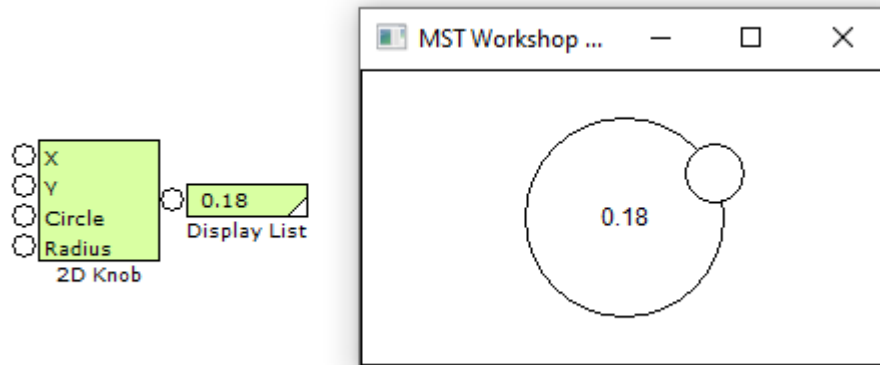 MST Workshop ...
X
Y
Circle
Radius
2D Knob
0.18
Display List
0.18